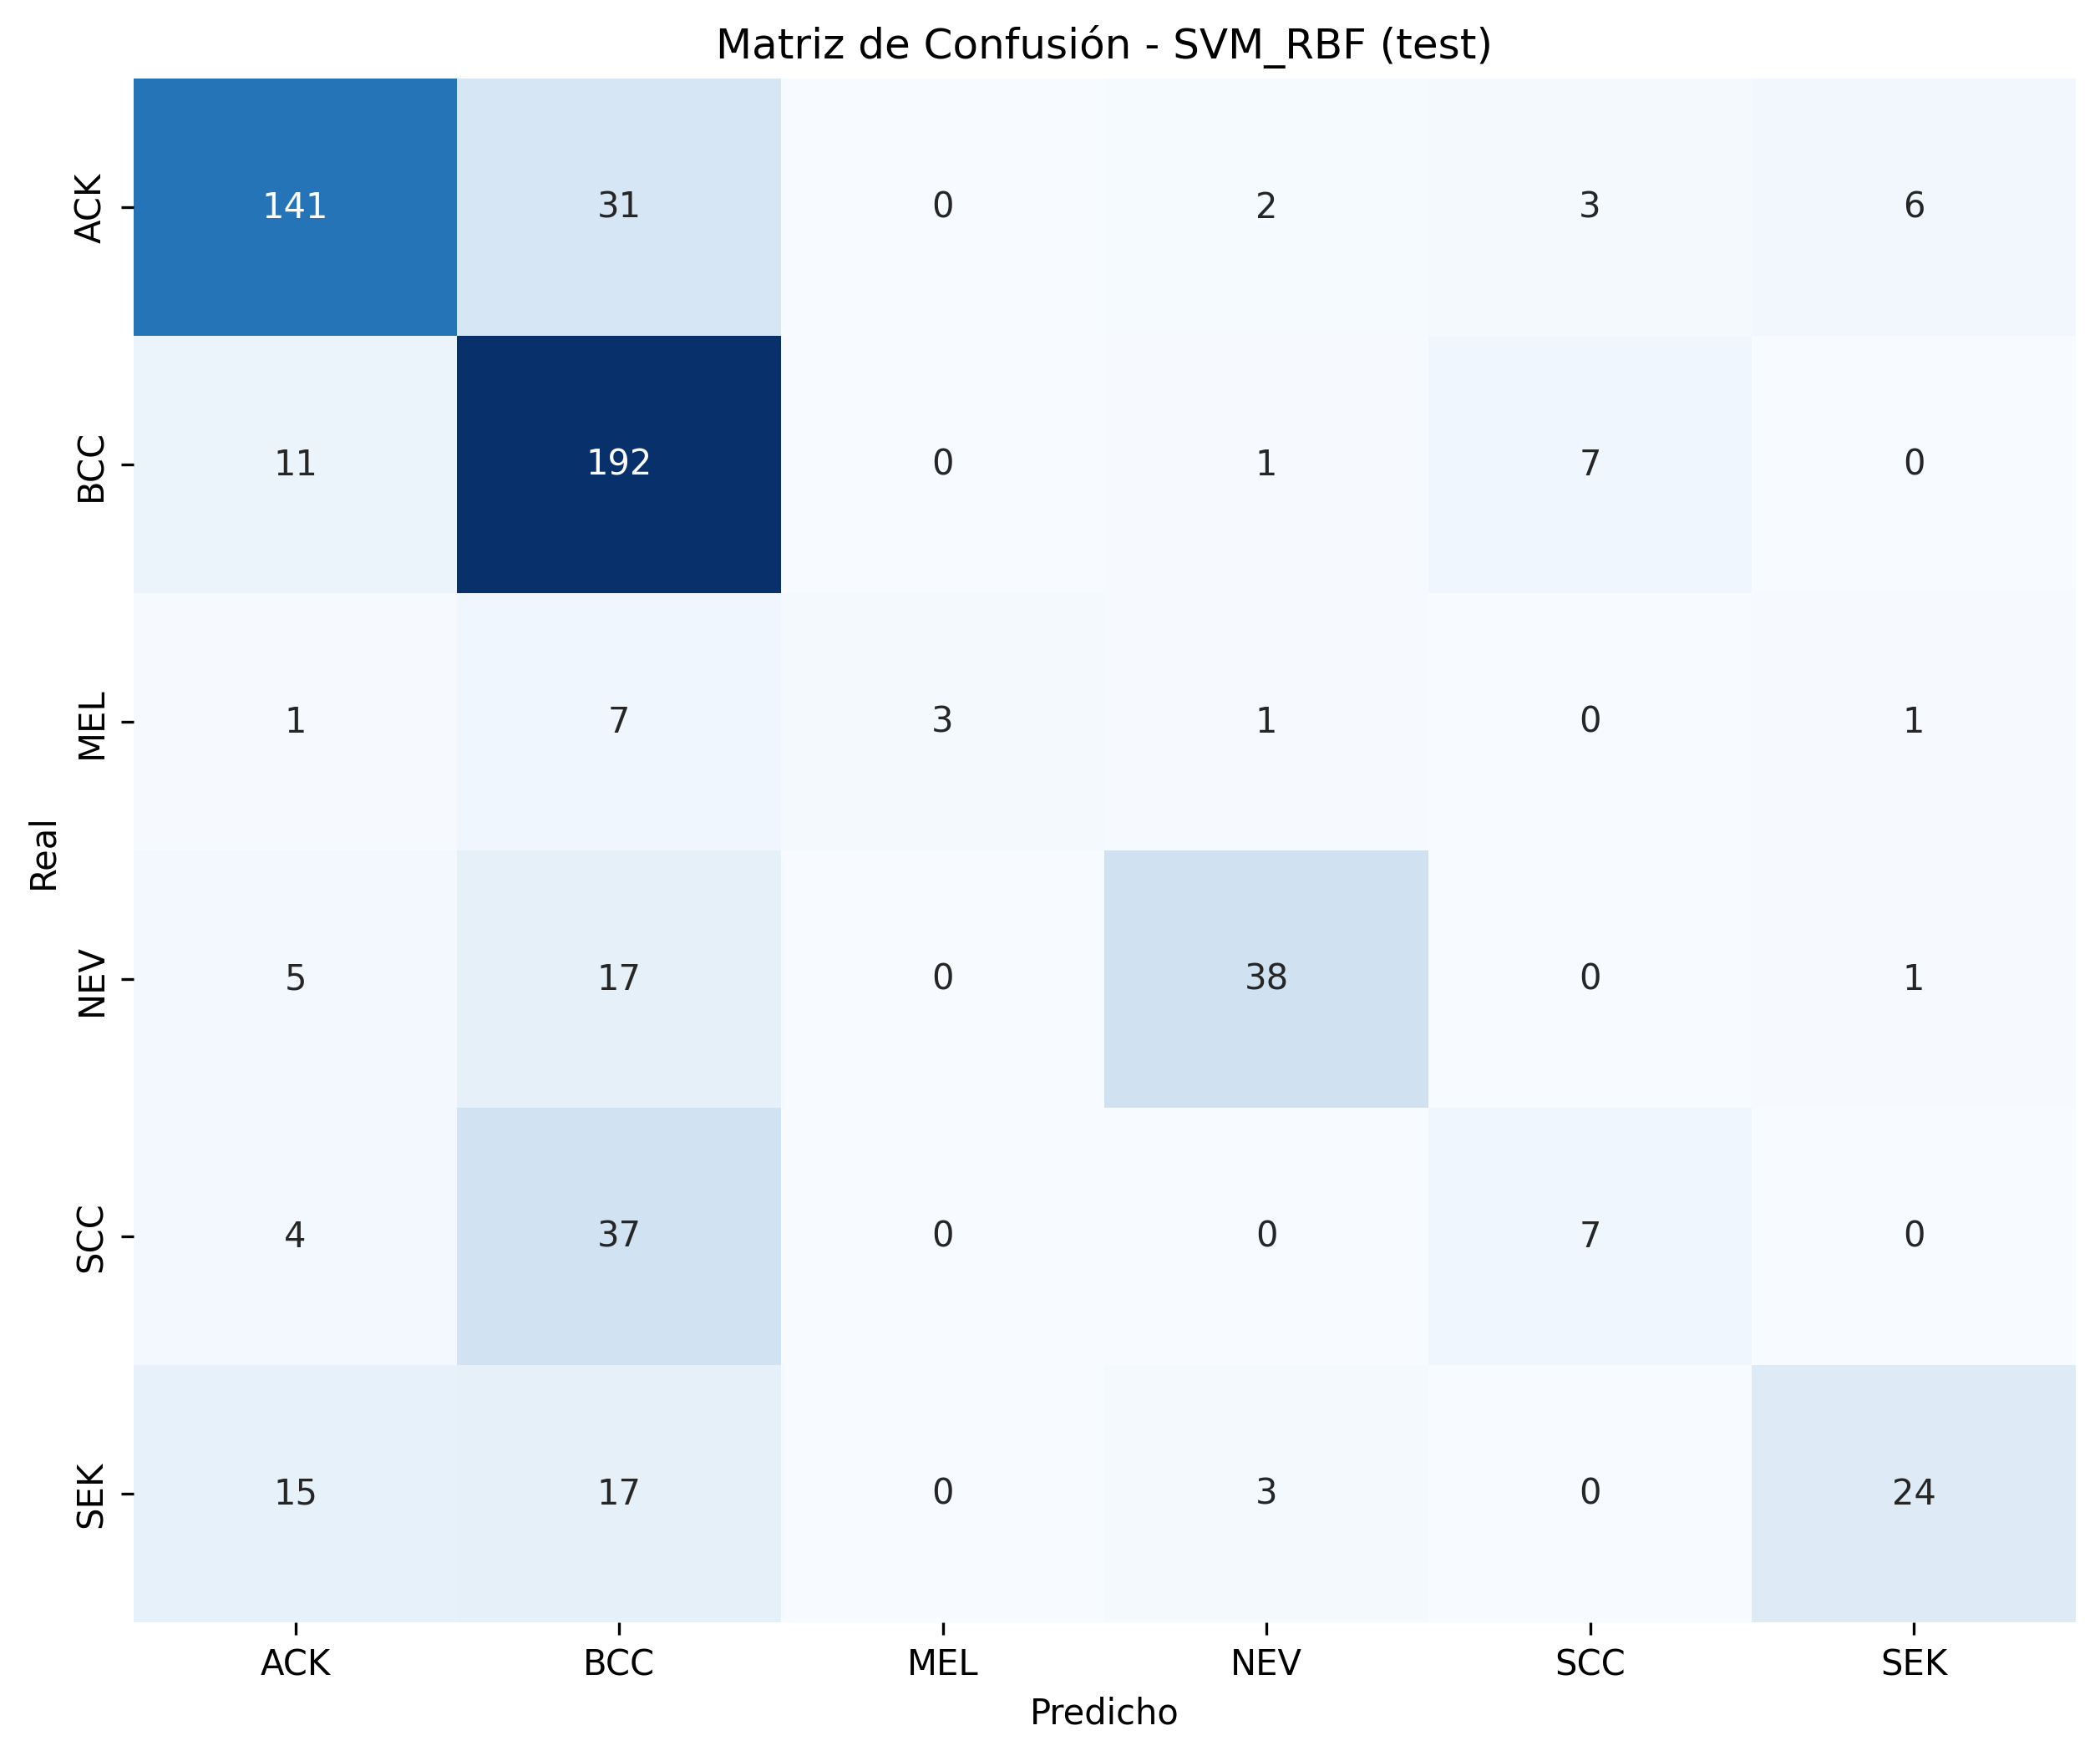 Matriz de Confusión - SVM_RBF (test)
Real
ACK 141 31 0 2 3 6
BCC 11 192 0 1 7 0
MEL 1 7 3 1 0 1
NEV 5 17 0 38 0 1
SCC 4 37 0 0 7 0
SEK 15 17 0 3 0 24
ACK BCC MEL NEV SCC SEK
Predicho